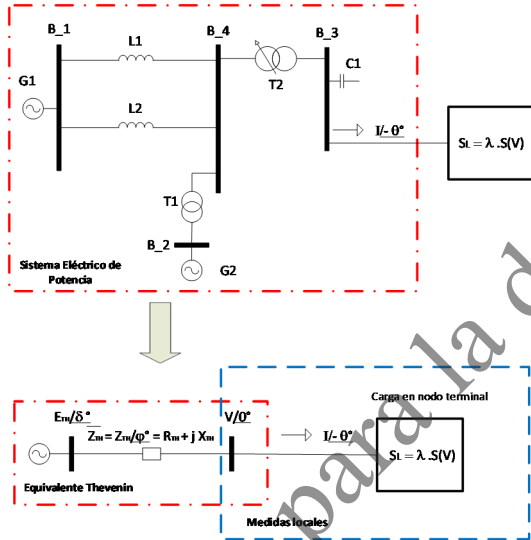 B_1
L1
B_4
B_3
C1
G1
T2
L2
I/-θ°
SL = λ .S(V)
T1
B_2
G2
Sistema Eléctrico de
Potencia
Carga en nodo terminal
ETH/δ°
ZTH = ZTH/φ° = RTH + j XTH
V/0°
I/-θ°
SL = λ .S(V)
Equivalente Thevenin
Medidas locales
para la d